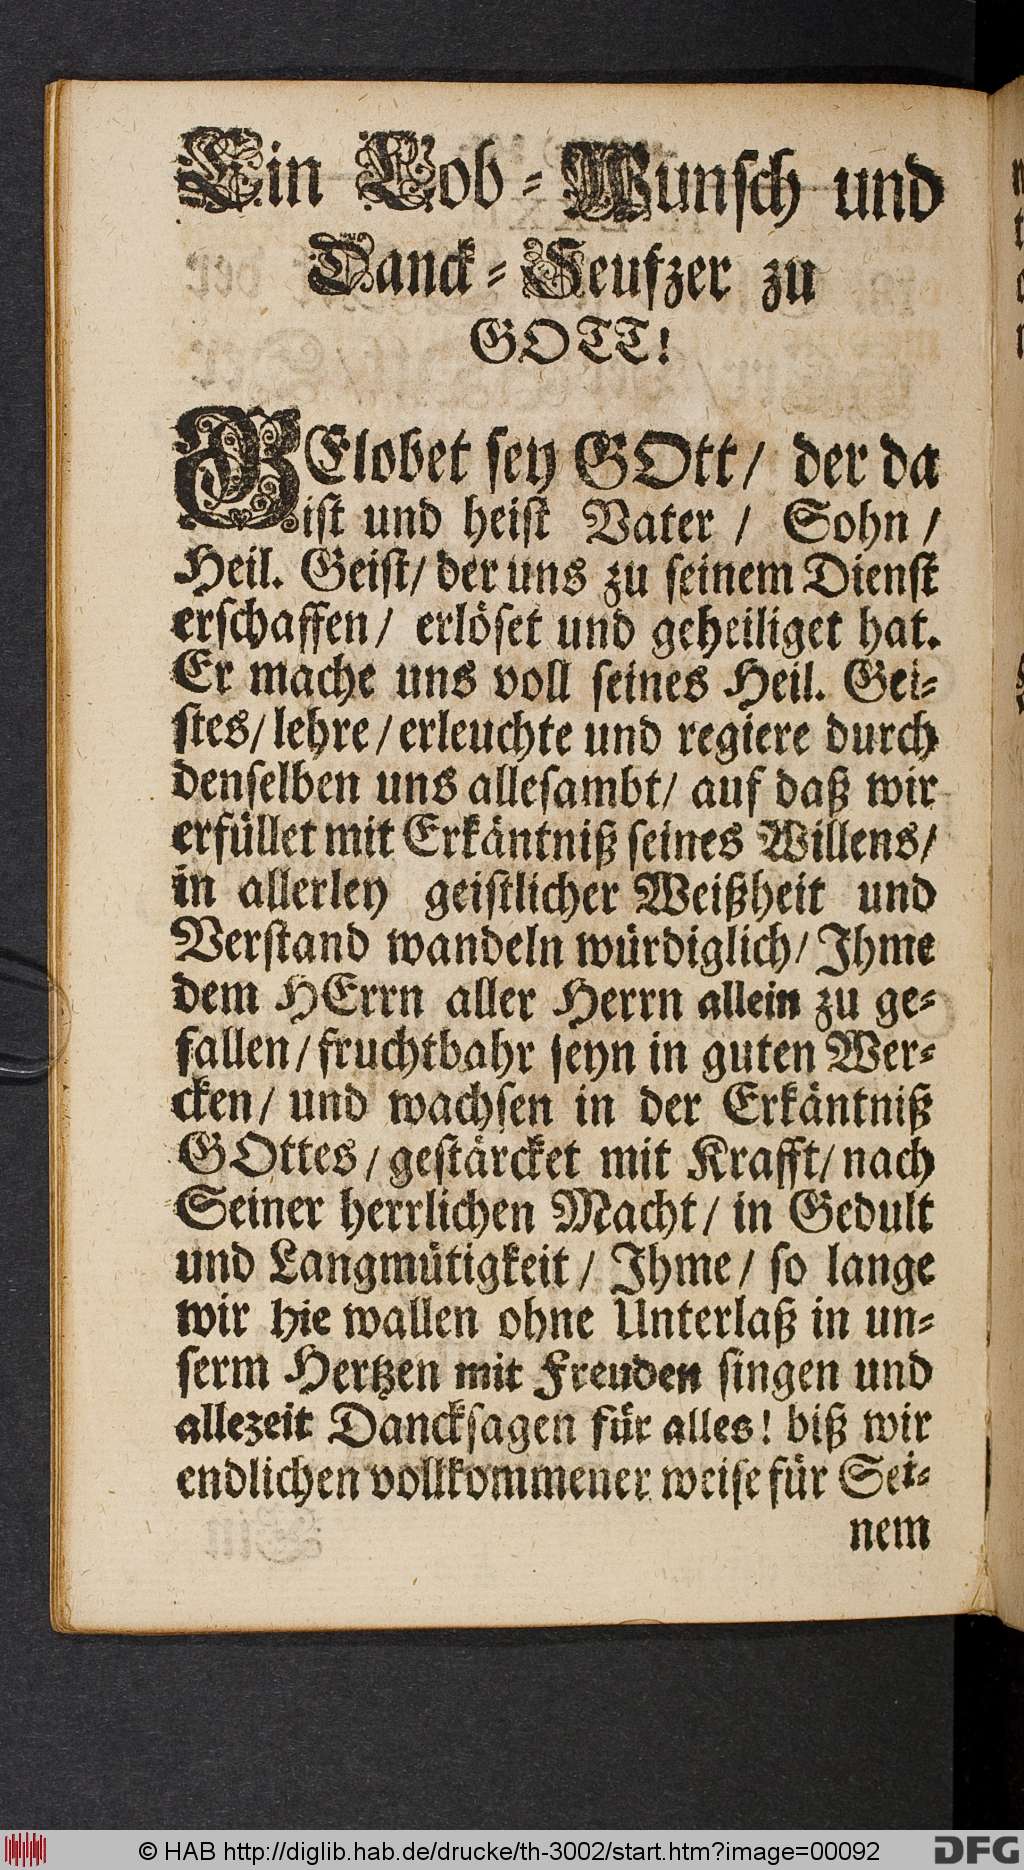 Ein Lob-Wunsch und
Danck-Seufzer zu
GOTT!
GElobet sey GOtt/ der da
ist und heist Vater / Sohn /
Heil. Geist/ der uns zu seinem Dienst
erschaffen/ erlöset und geheiliget hat.
Er mache uns voll seines Heil. Gei-
stes/ lehre/ erleuchte und regiere durch
denselben uns allesambt/ auf daß wir
erfüllet mit Erkäntniß seines Willens/
in allerley geistlicher Weißheit und
Verstand wandeln würdiglich/ Ihme
dem HErrn aller Herrn allein zu ge-
fallen/ fruchtbahr seyn in guten Wer-
cken/ und wachsen in der Erkäntniß
GOttes/ gestärcket mit Krafft/ nach
Seiner herrlichen Macht/ in Gedult
und Langmütigkeit/ Ihme/ so lange
wir hie wallen ohne Unterlaß in un-
serm Hertzen mit Freuden singen und
allezeit Dancksagen für alles! biß wir
endlichen vollkommener weise für Sei-
nem
© HAB http://diglib.hab.de/drucke/th-3002/start.htm?image=00092
DFG